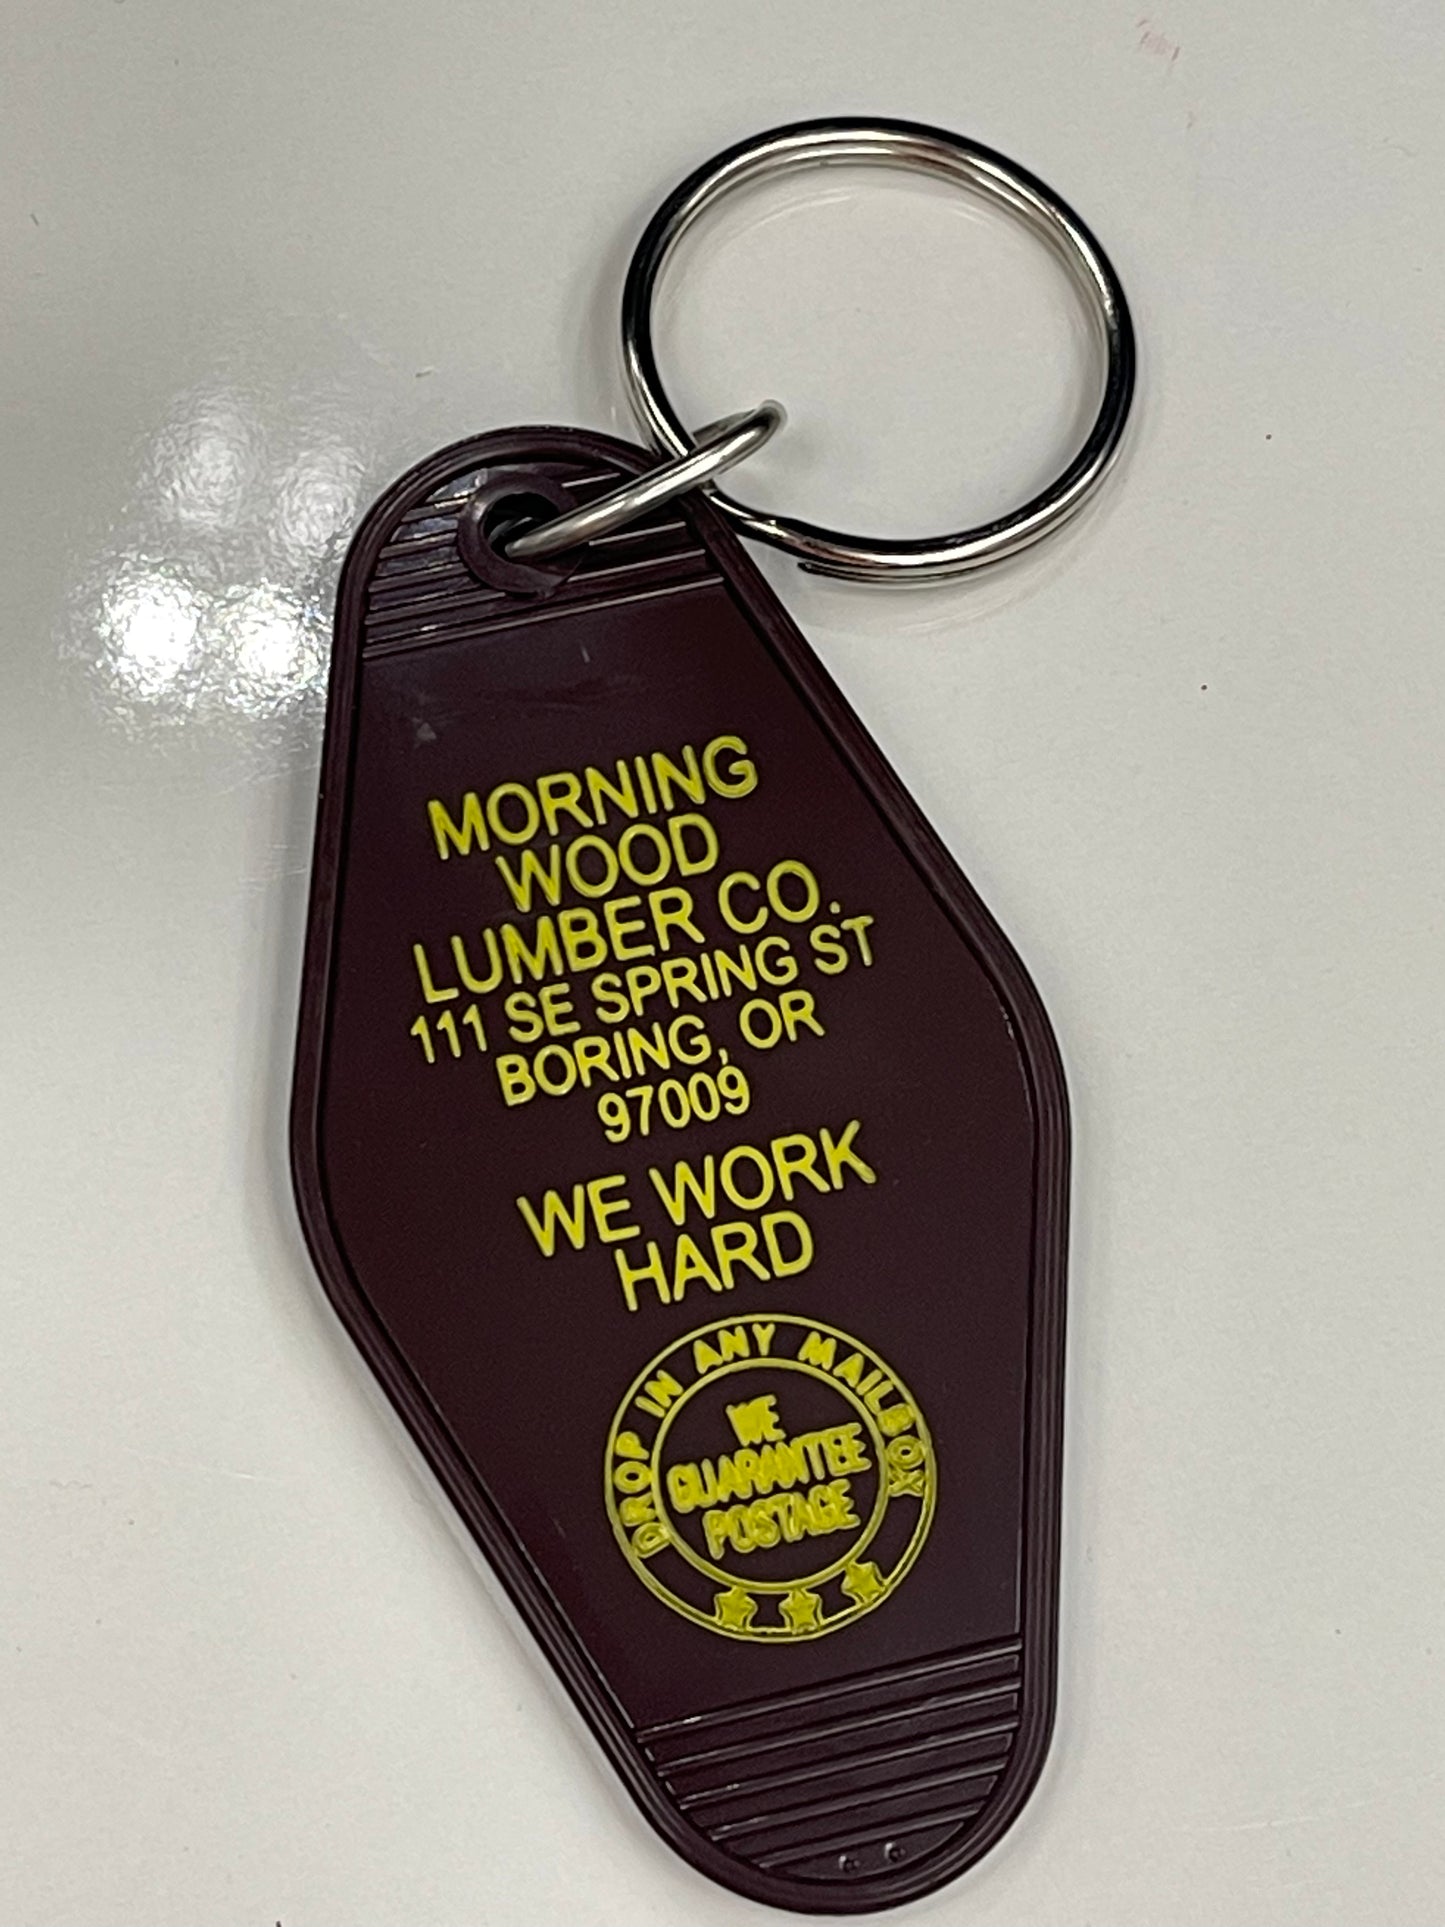 MORNING
WOOD
LUMBER CO.
111 SE SPRING ST
BORING, OR
97009
WE WORK
HARD
DROP IN ANY MAILBOX
WE
GUARANTEE
POSTAGE